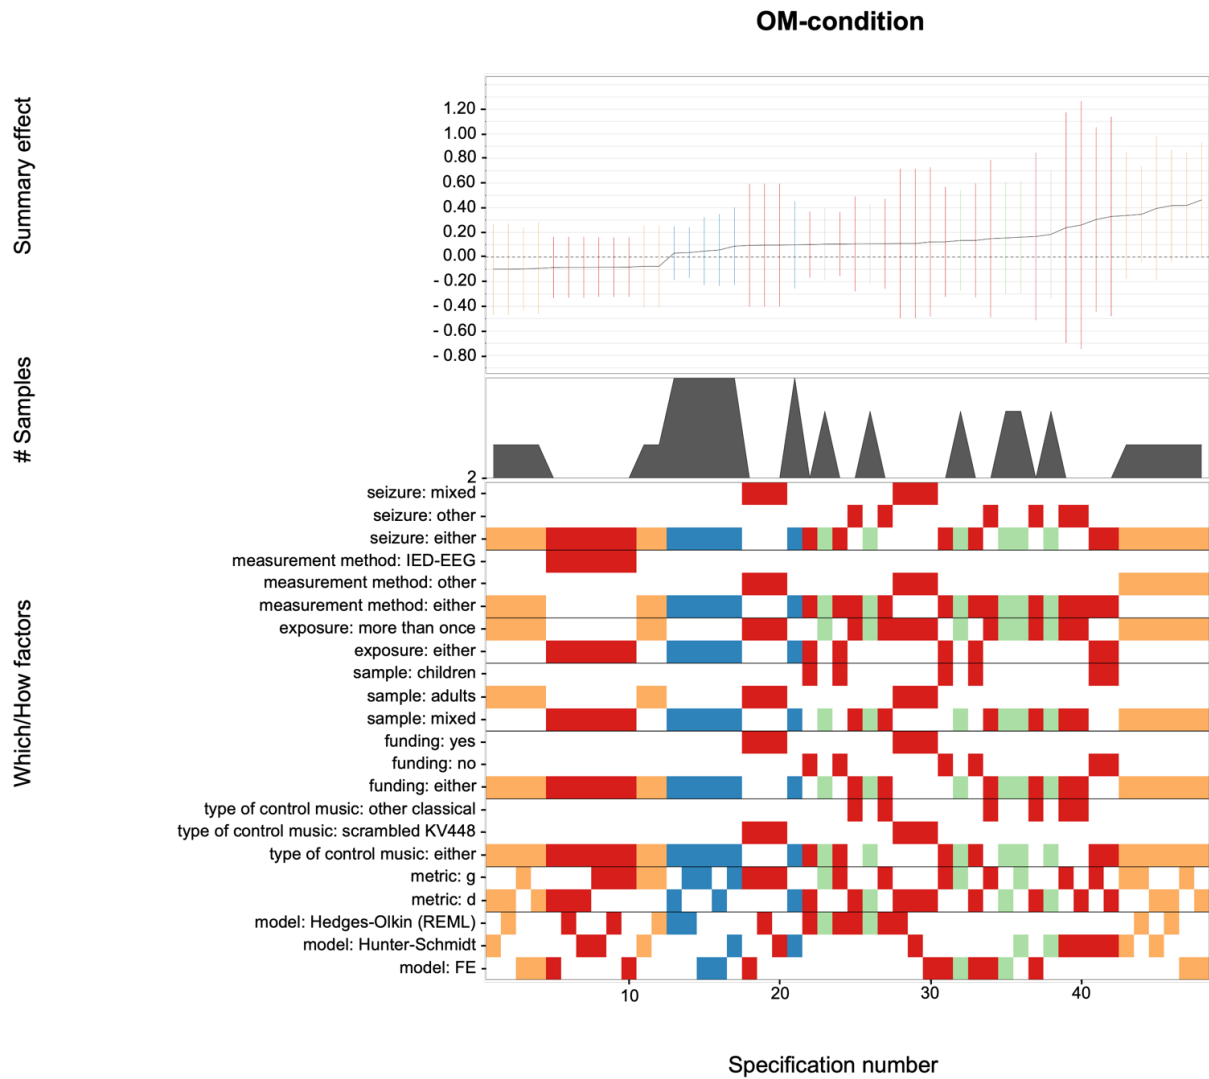 OM-condition
Summary effect
1.20
1.00
0.80
0.60
0.40
0.20
0.00
- 0.20
- 0.40
- 0.60
- 0.80
# Samples
2
Which/How factors
seizure: mixed
seizure: other
seizure: either
measurement method: IED-EEG
measurement method: other
measurement method: either
exposure: more than once
exposure: either
sample: children
sample: adults
sample: mixed
funding: yes
funding: no
funding: either
type of control music: other classical
type of control music: scrambled KV448
type of control music: either
metric: g
metric: d
model: Hedges-Olkin (REML)
model: Hunter-Schmidt
model: FE
10 20 30 40
Specification number